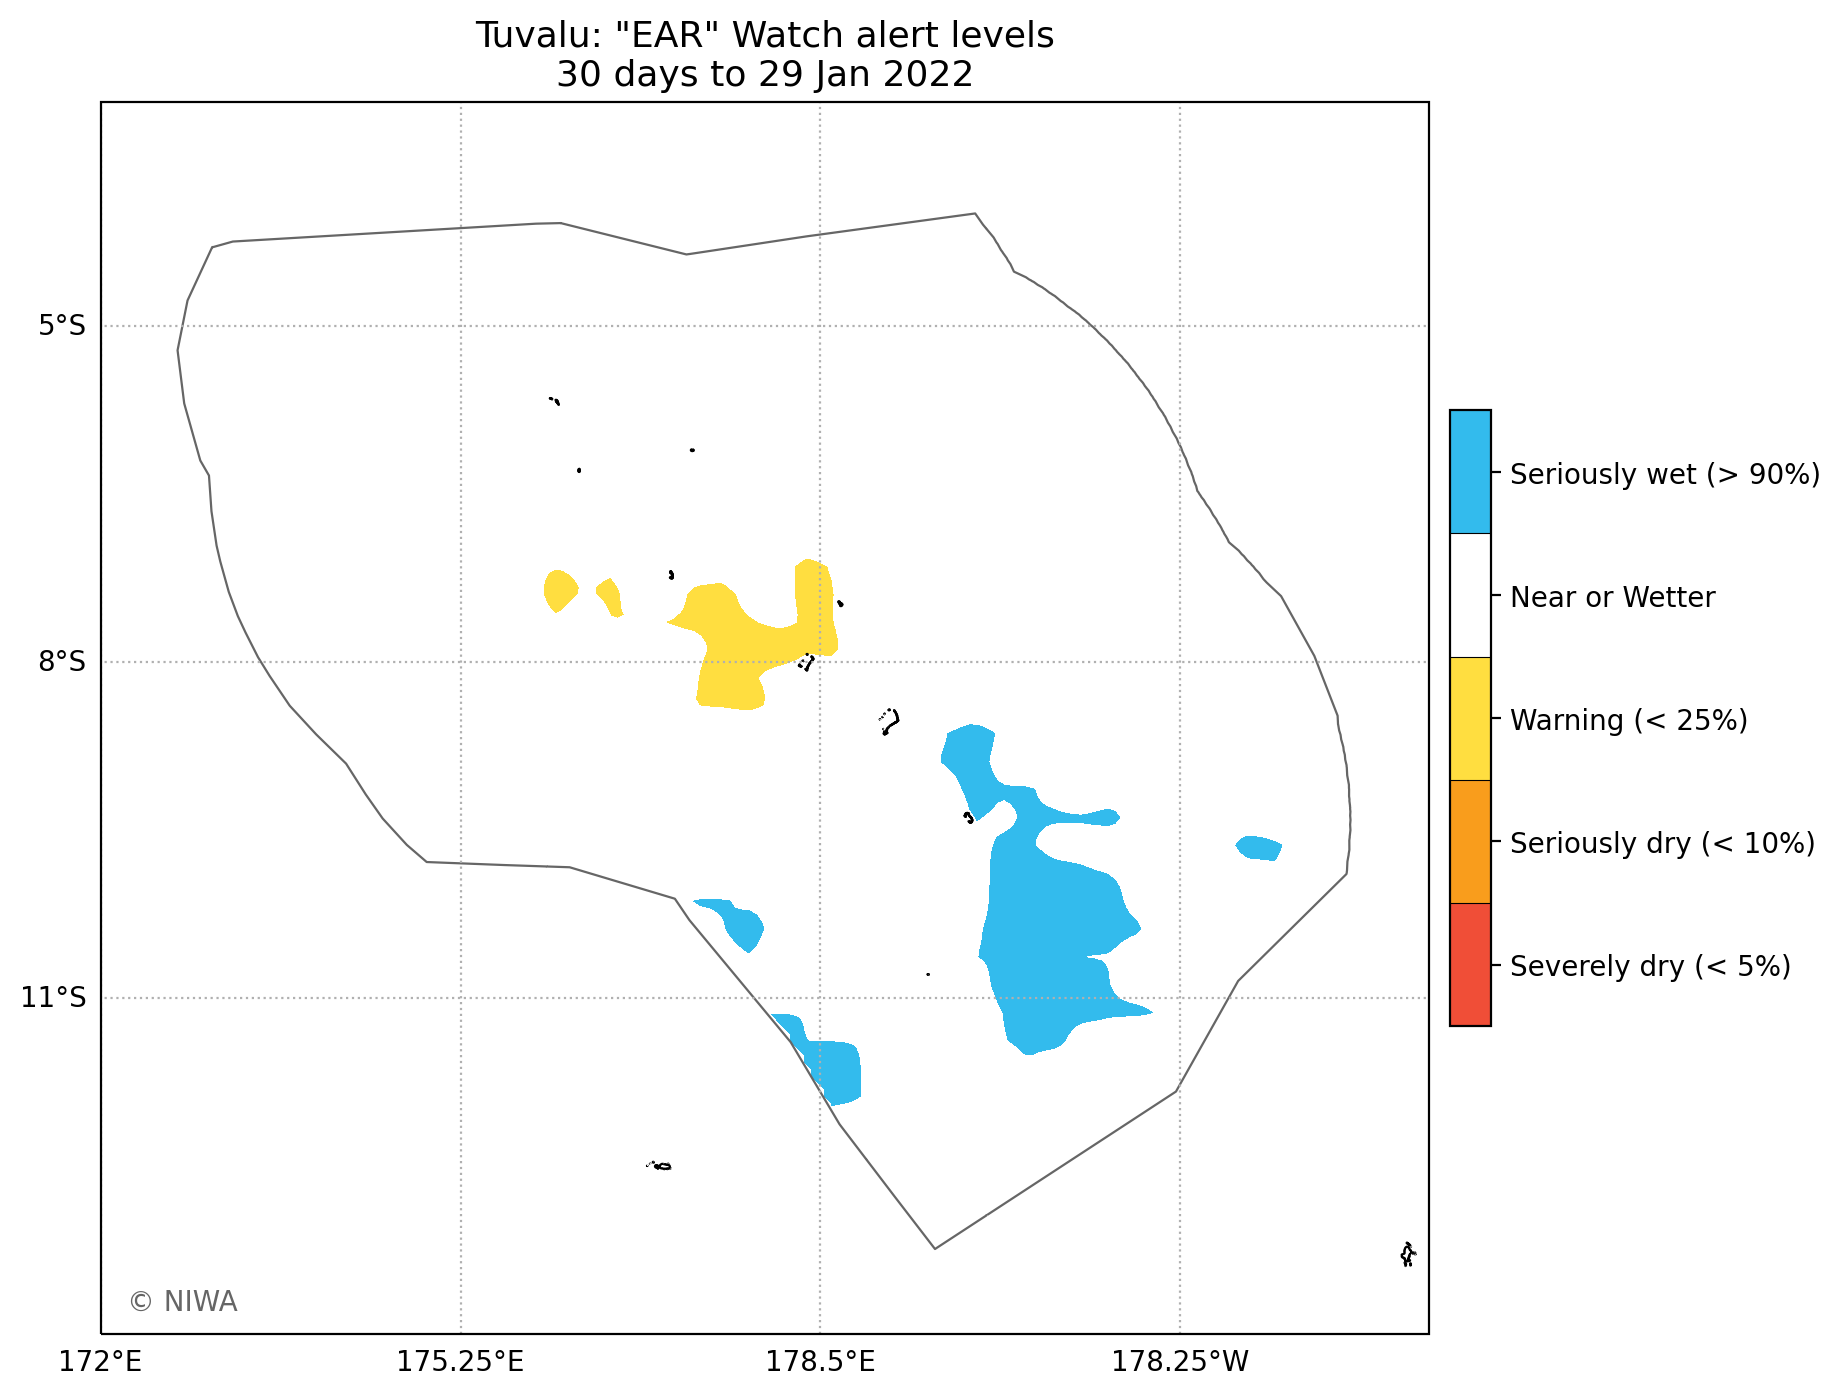 Tuvalu: "EAR" Watch alert levels
30 days to 29 Jan 2022
5°S
8°S
11°S
172°E
175.25°E
178.5°E
178.25°W
© NIWA
Seriously wet (> 90%)
Near or Wetter
Warning (< 25%)
Seriously dry (< 10%)
Severely dry (< 5%)